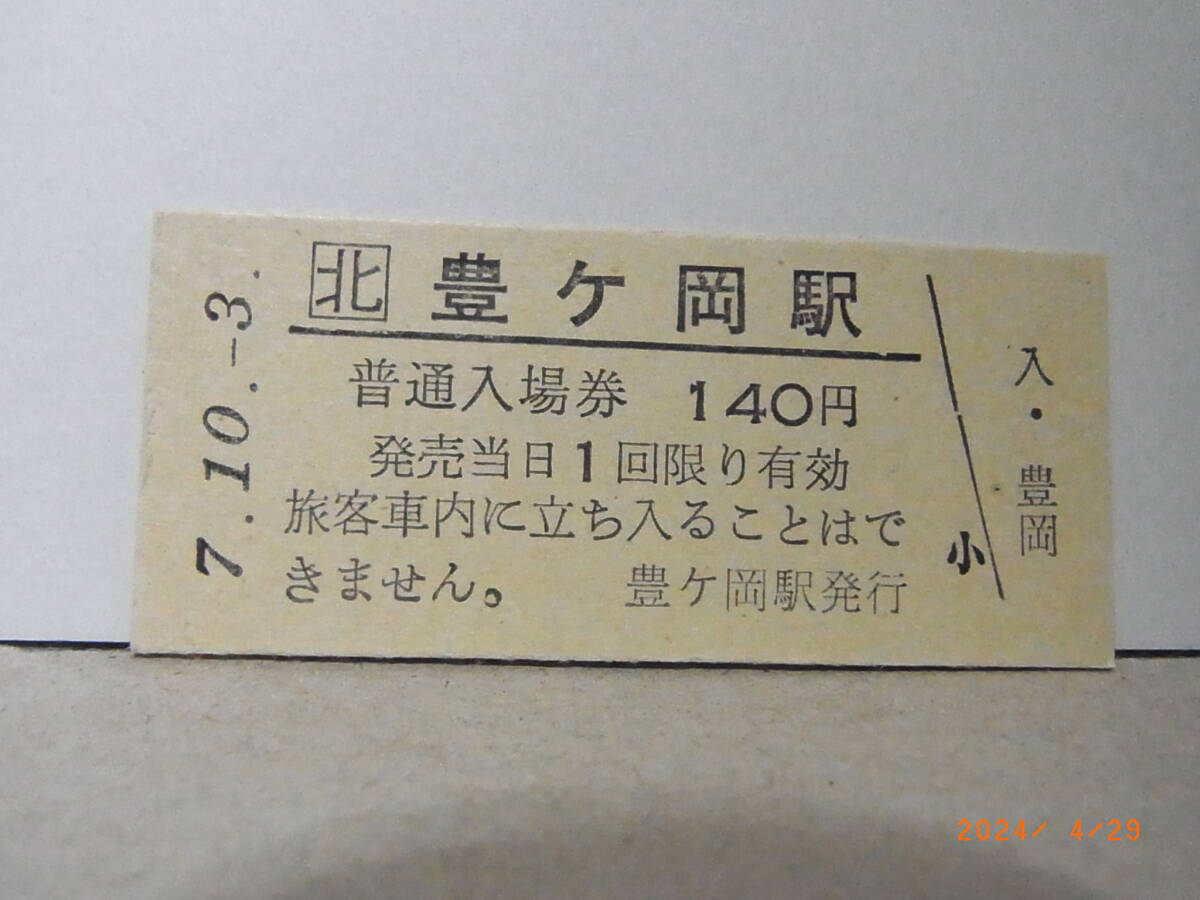 7.10.-3.
北 豊ケ岡駅
普通入場券 140円
発売当日1回限り有効
旅客車内に立ち入ることはで
きません。 豊ケ岡駅発行
小
入・豊岡
2024/ 4/29